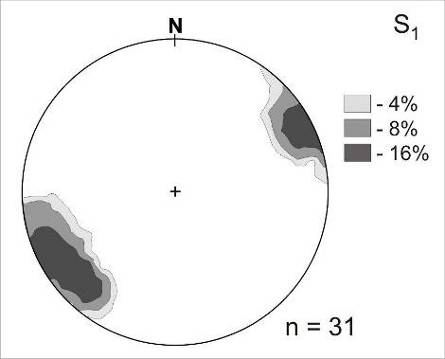 N
S₁
- 4%
- 8%
- 16%
+
n = 31